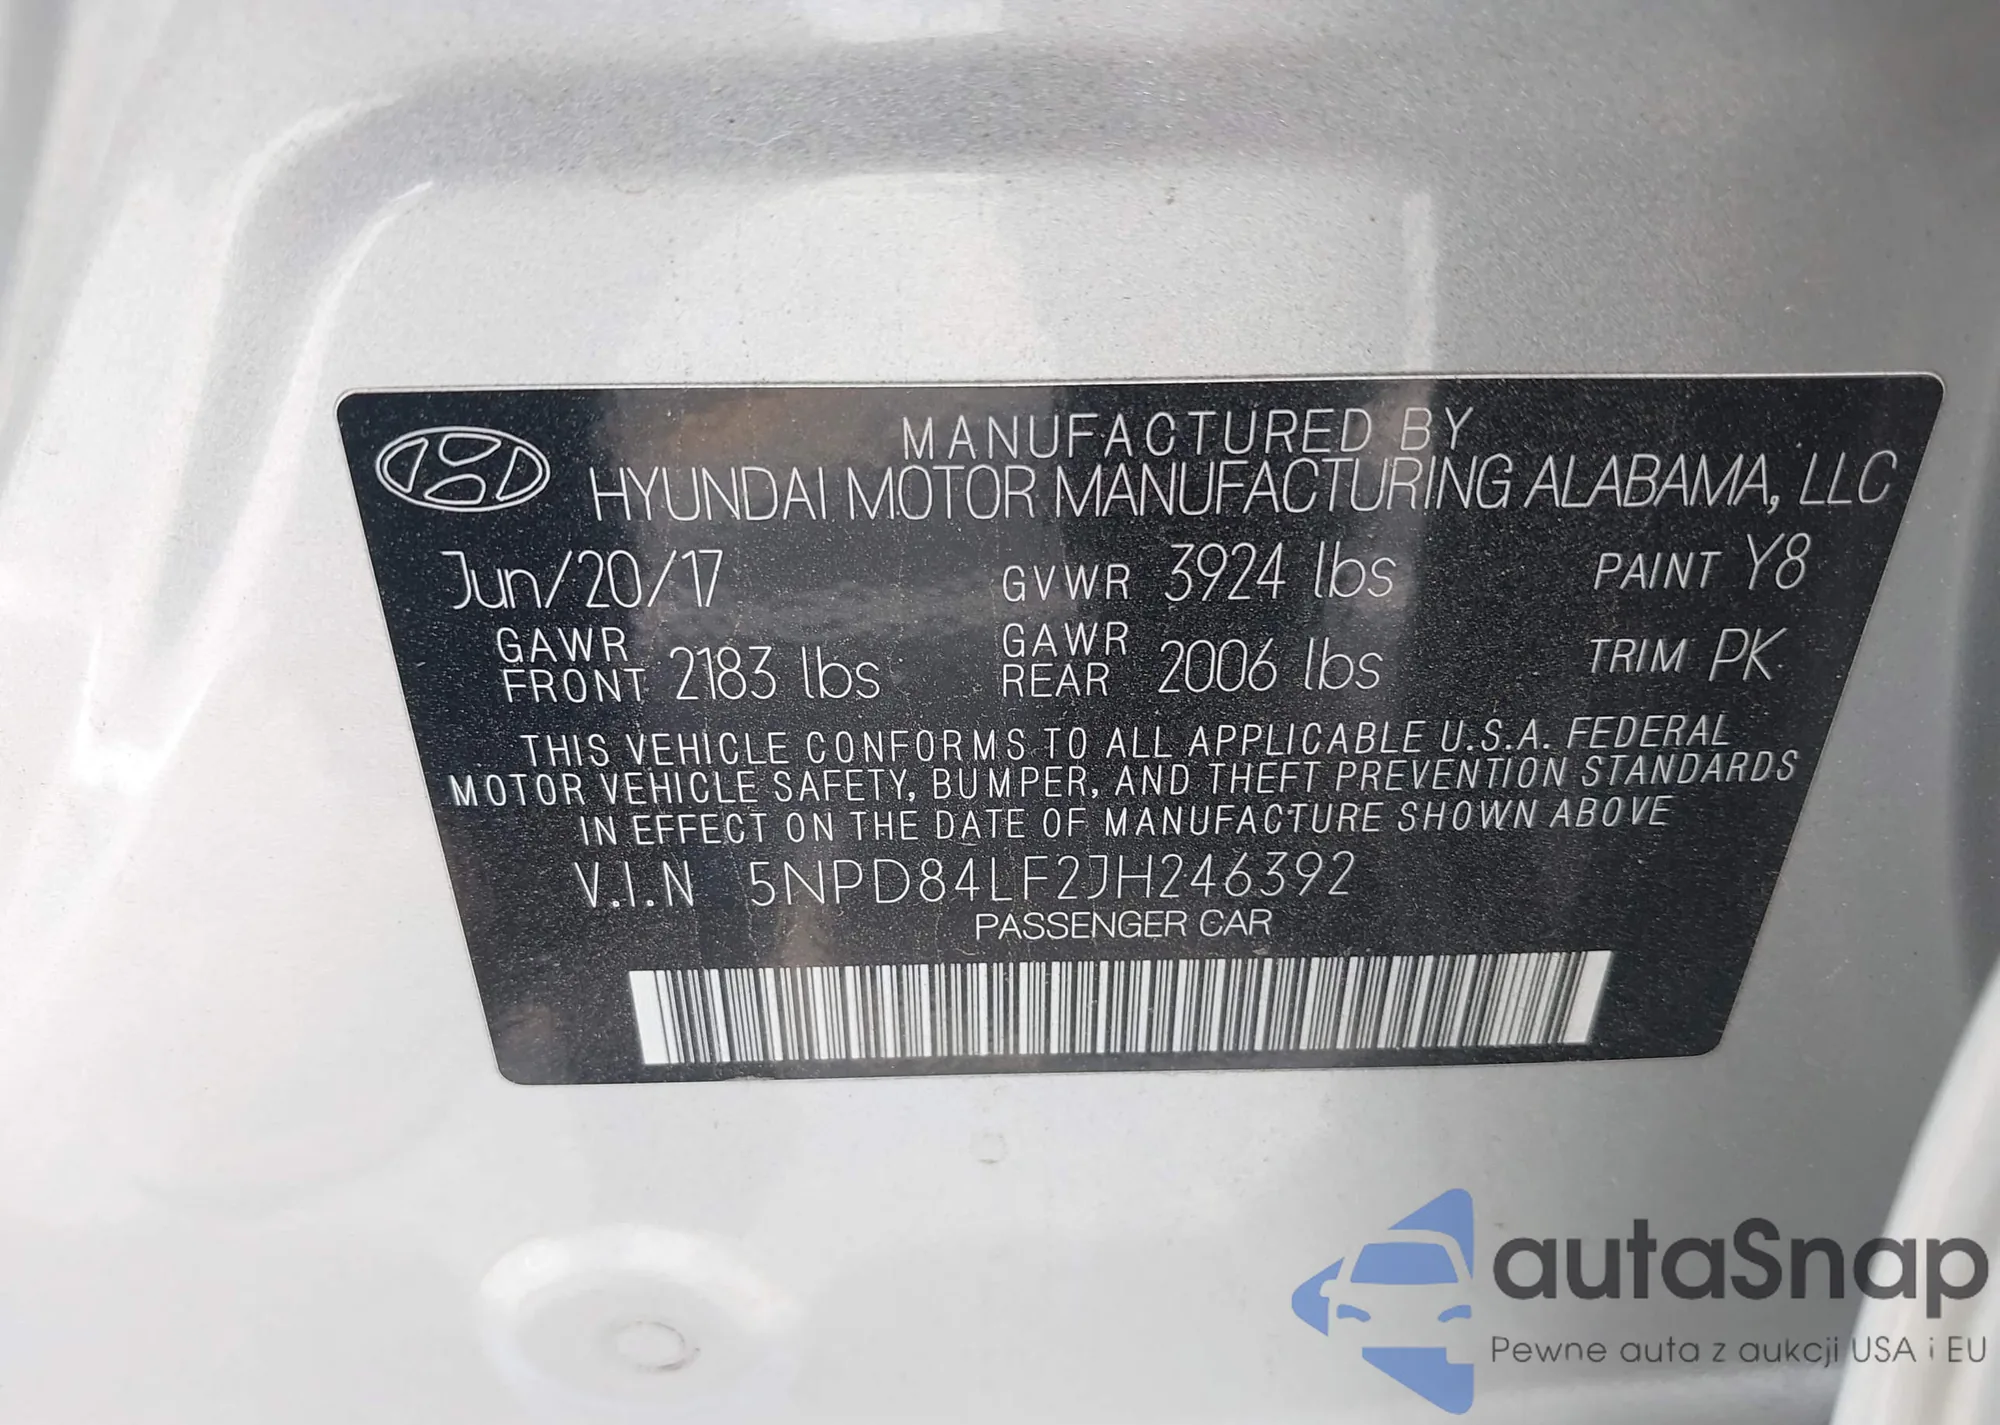 MANUFACTURED BY
HYUNDAI MOTOR MANUFACTURING ALABAMA, LLC
Jun/20/17 GVWR 3924 lbs PAINT Y8
GAWR FRONT 2183 lbs GAWR REAR 2006 lbs TRIM PK
THIS VEHICLE CONFORMS TO ALL APPLICABLE U.S.A. FEDERAL
MOTOR VEHICLE SAFETY, BUMPER, AND THEFT PREVENTION STANDARDS
IN EFFECT ON THE DATE OF MANUFACTURE SHOWN ABOVE
V.I.N 5NPD84LF2JH246392
PASSENGER CAR
autaSnap
Pewne auta z aukcji USA i EU